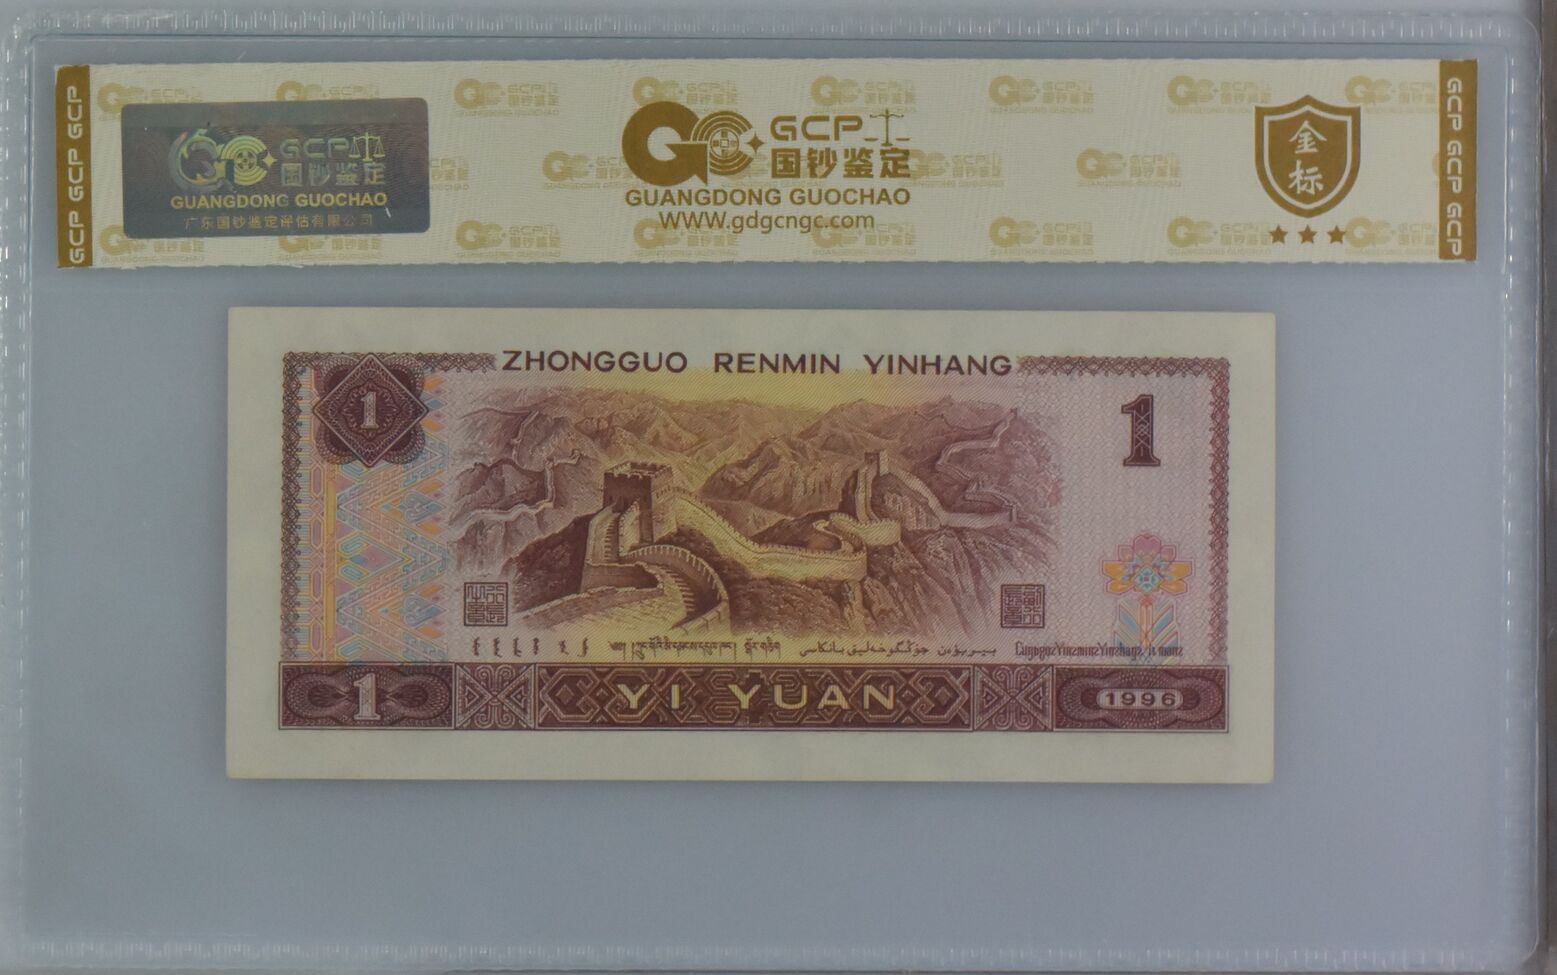 GCP GCP GCP
GCP
国钞鉴定
GUANGDONG GUOCHAO
广东国钞鉴定评估有限公司
GCP
国钞鉴定
GUANGDONG GUOCHAO
WWW.gdgcngc.com
金标
GCP GCP GCP
ZHONGGUO RENMIN YINHANG
1
1
1
YI YUAN
1996